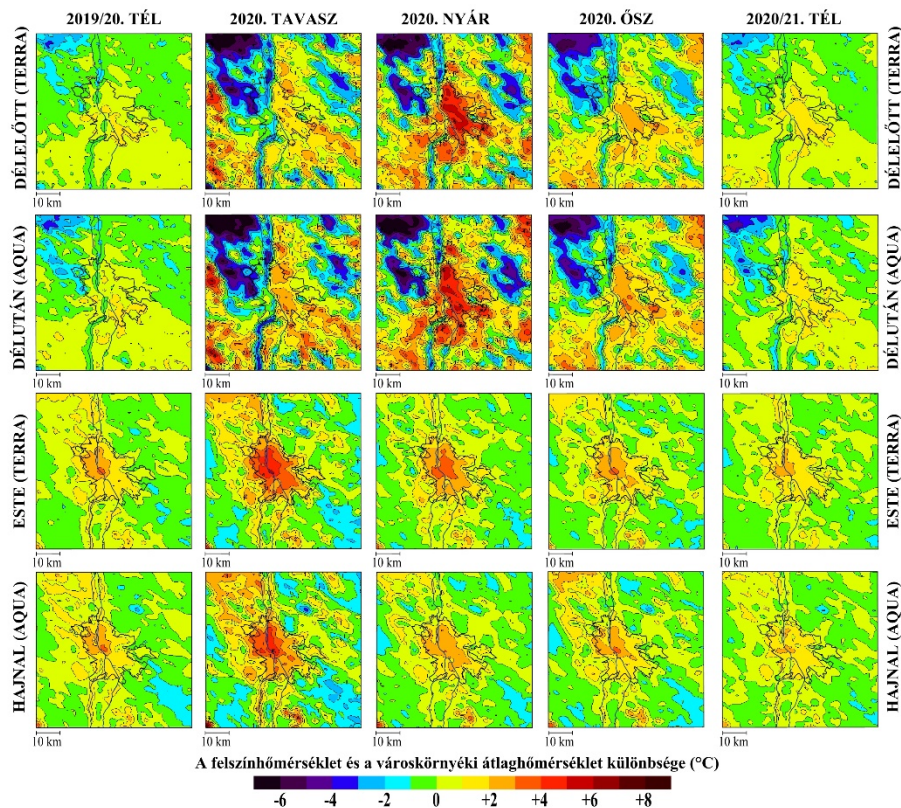 2019/20. TÉL 2020. TAVASZ 2020. NYÁR 2020. ŐSZ 2020/21. TÉL
DÉLELŐTT (TERRA) DÉLELŐTT (TERRA)
10 km 10 km 10 km 10 km 10 km
DÉLUTÁN (AQUA) DÉLUTÁN (AQUA)
10 km 10 km 10 km 10 km 10 km
ESTE (TERRA) ESTE (TERRA)
10 km 10 km 10 km 10 km 10 km
HAJNAL (AQUA) HAJNAL (AQUA)
10 km 10 km 10 km 10 km 10 km
A felszínhőmérséklet és a városkörnyéki átlaghőmérséklet különbsége (°C)
-6 -4 -2 0 +2 +4 +6 +8